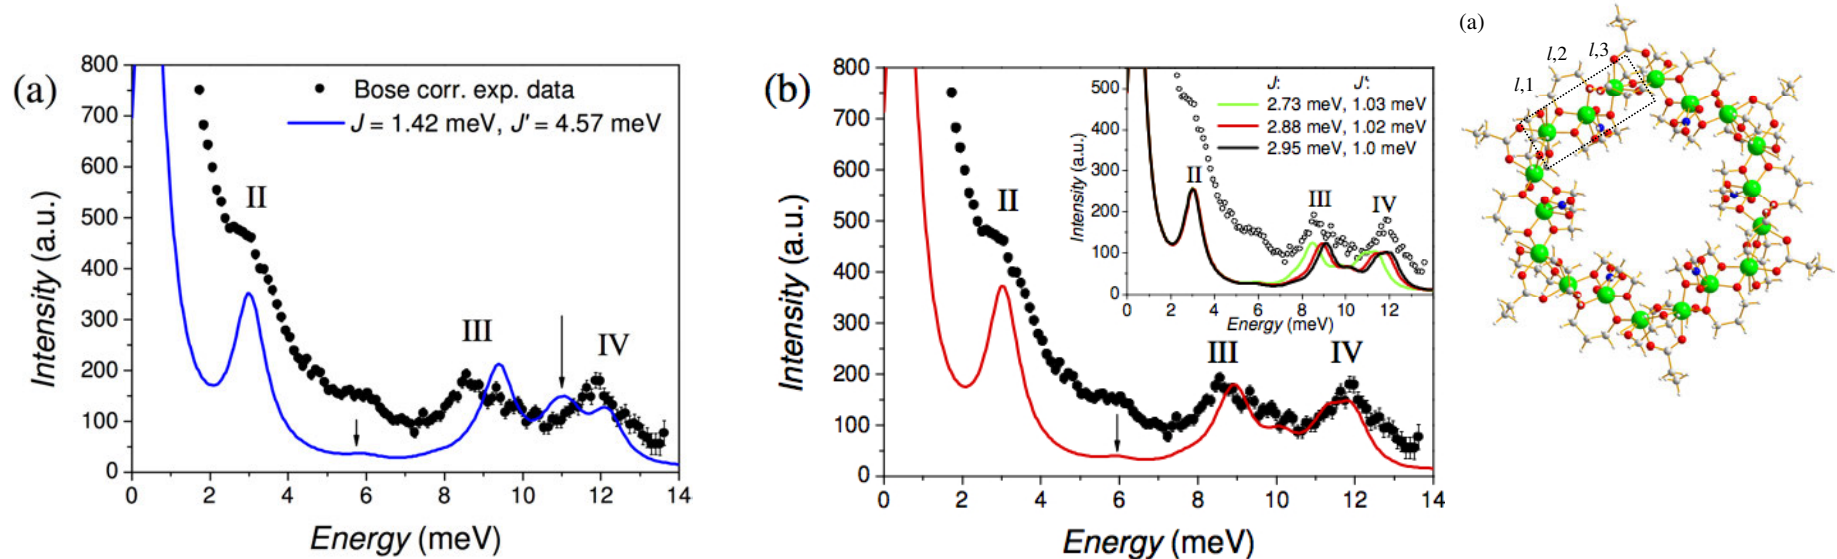 (a)
800
700
600
500
400
300
200
100
0
Intensity (a.u.)
Bose corr. exp. data
J = 1.42 meV, J' = 4.57 meV
II
III
IV
0 2 4 6 8 10 12 14
Energy (meV)
(b)
800
700
600
500
400
300
200
100
0
Intensity (a.u.)
II
III
IV
0 2 4 6 8 10 12 14
Energy (meV)
500
400
300
200
100
0
Intensity (a.u.)
J: J':
2.73 meV, 1.03 meV
2.88 meV, 1.02 meV
2.95 meV, 1.0 meV
II
III
IV
0 2 4 6 8 10 12
Energy (meV)
(a)
l,1
l,2
l,3